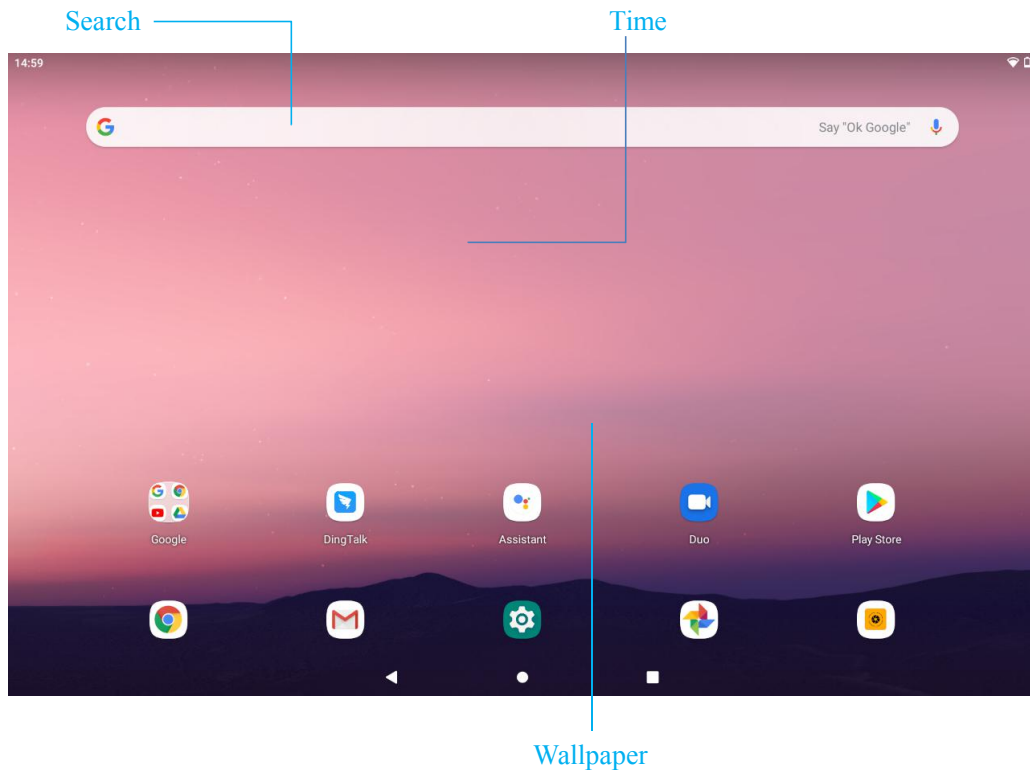 Search
Time
14:59
Say "Ok Google"
Google
DingTalk
Assistant
Duo
Play Store
Wallpaper